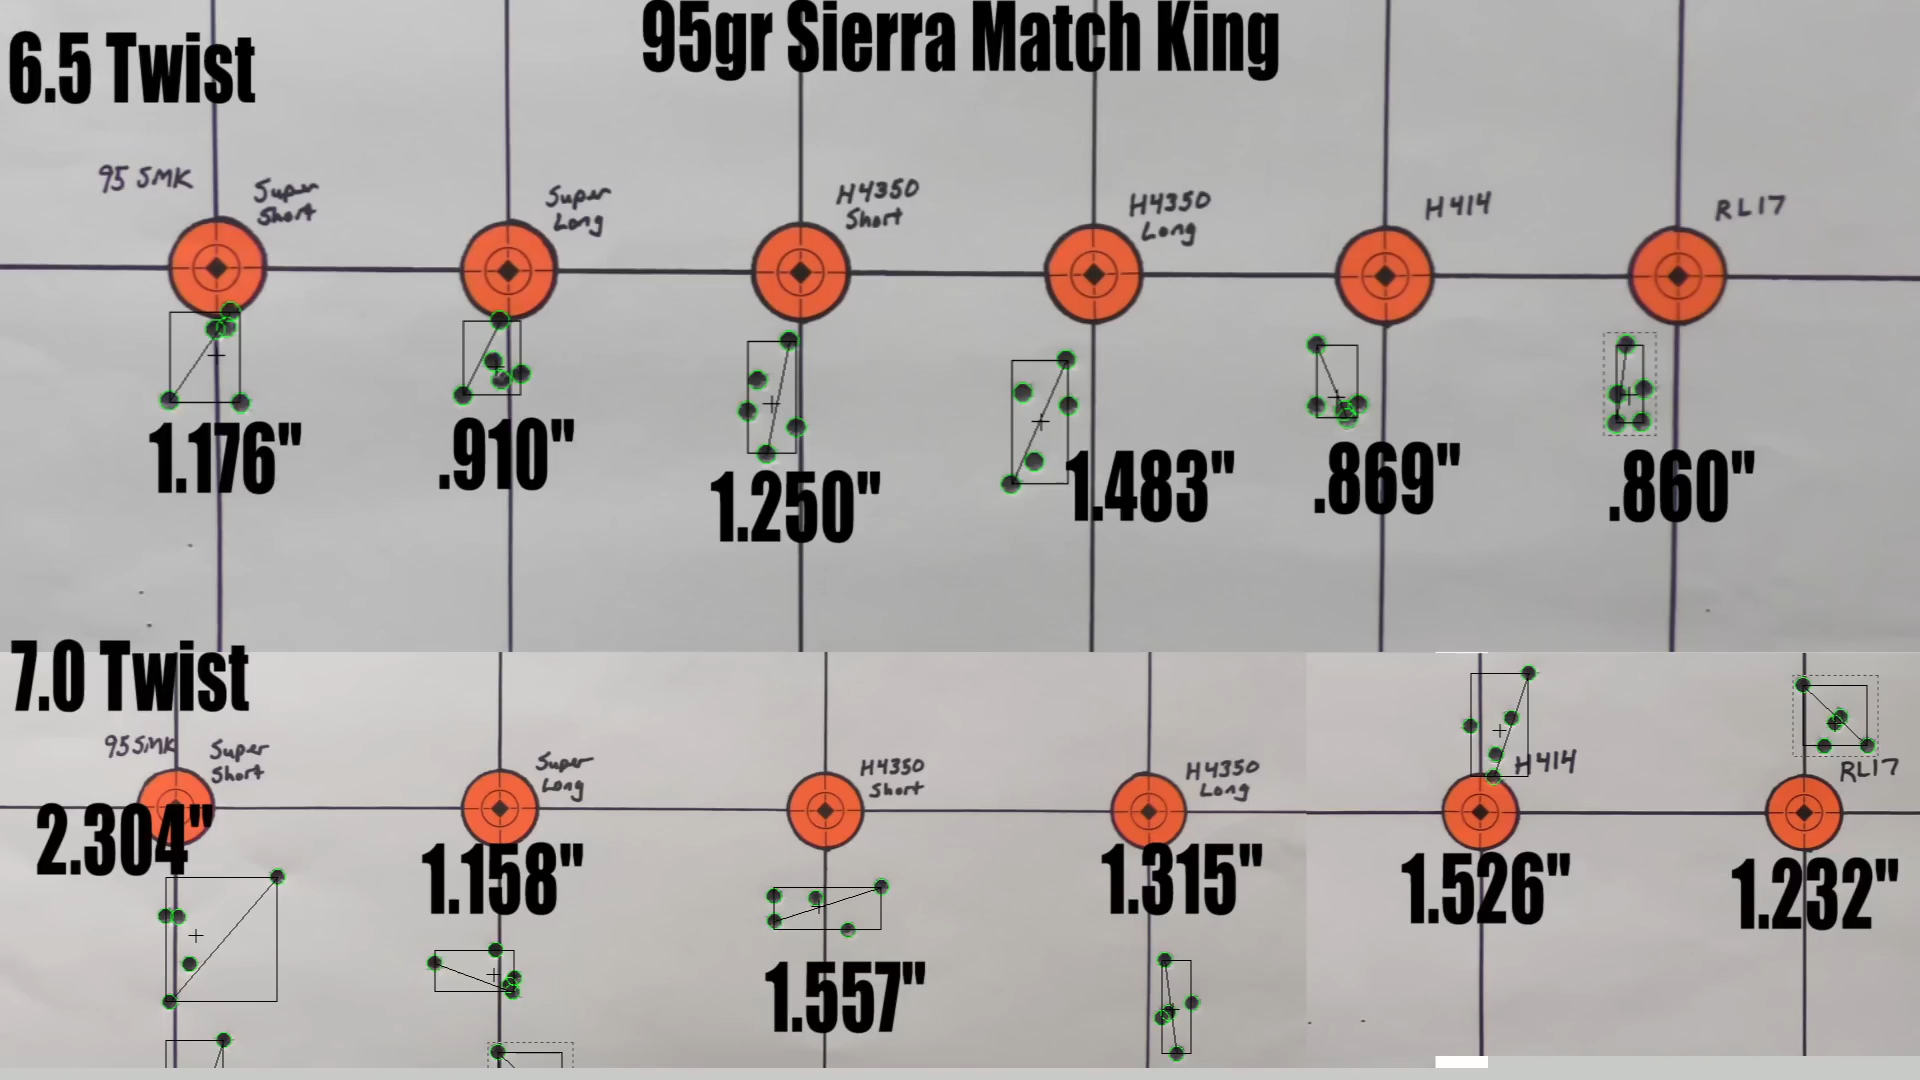 95gr Sierra Match King
6.5 Twist
95 SMK
Super
Short
Super
Long
H4350
Short
H4350
Long
H414
RL17
1.176"
.910"
1.250"
1.483"
.869"
.860"
7.0 Twist
95 SMK
Super
Short
Super
Long
H4350
Short
H4350
Long
H414
RL17
2.304"
1.158"
1.557"
1.315"
1.526"
1.232"